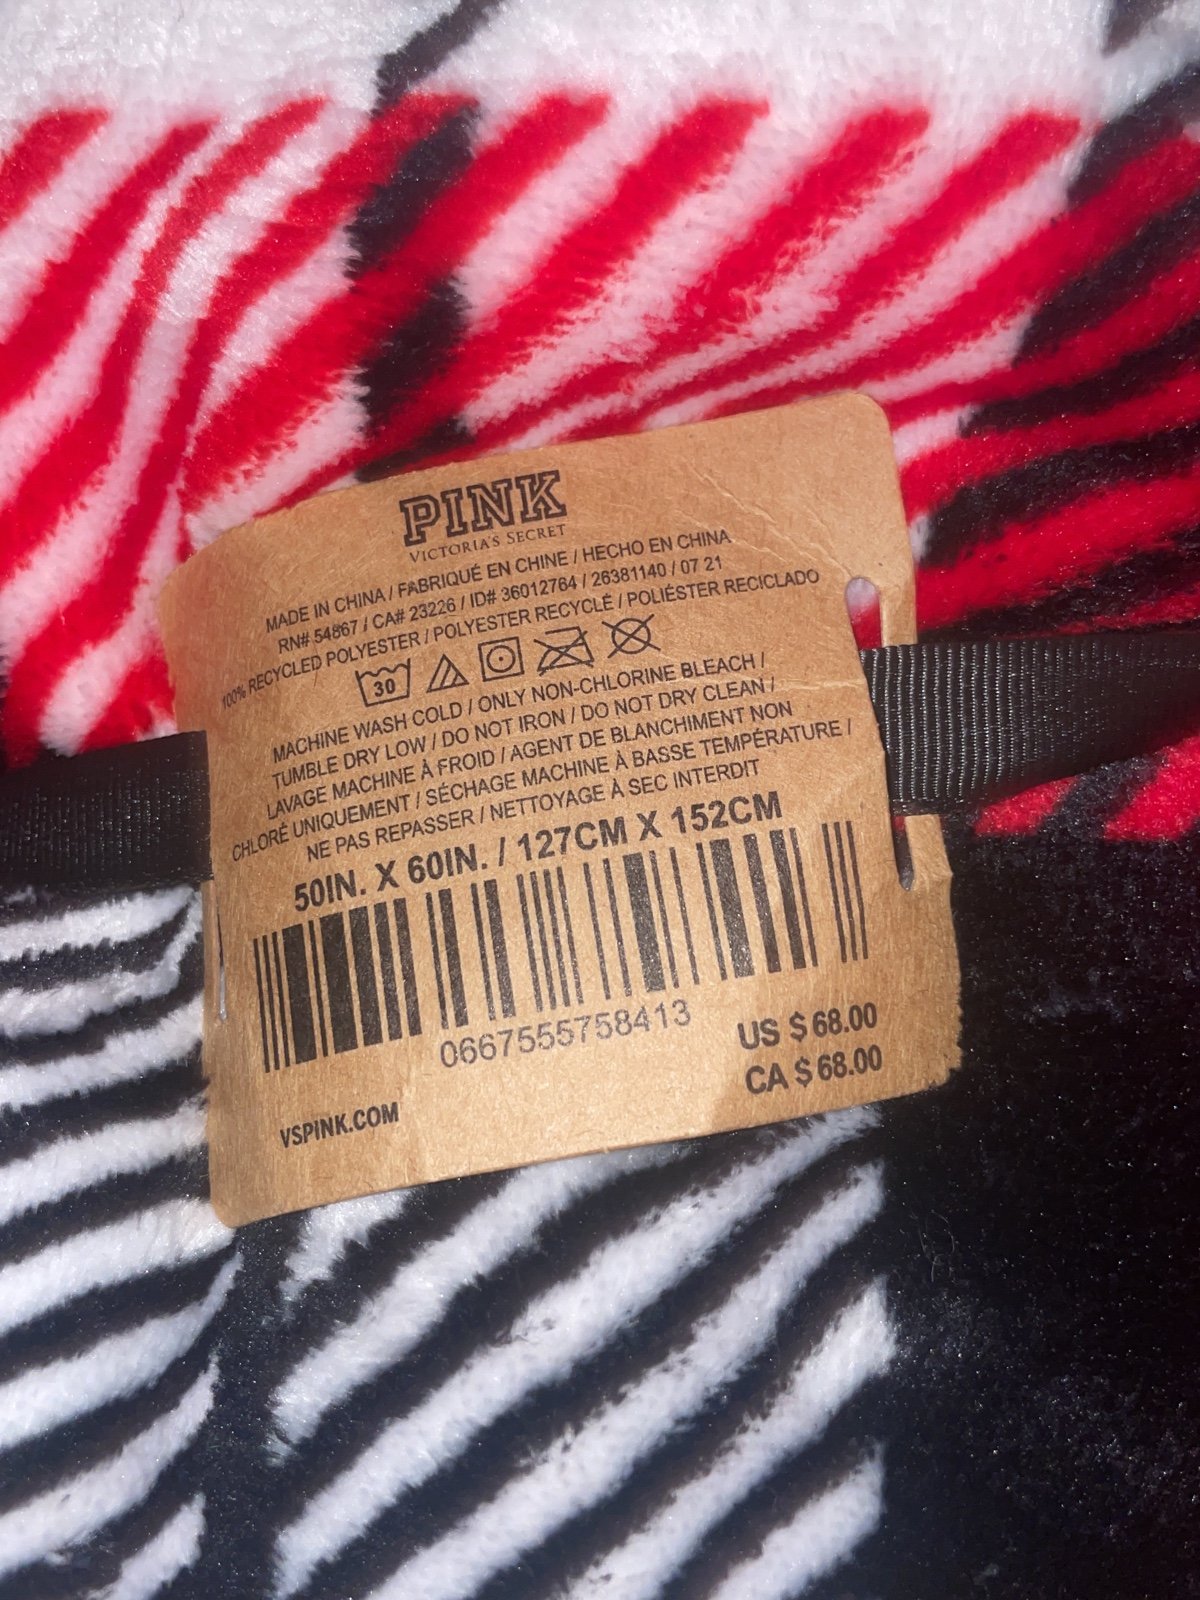 PINK
VICTORIA'S SECRET
MADE IN CHINA / FABRIQUÉ EN CHINE / HECHO EN CHINA
RN# 54867 / CA# 23226 / ID# 36012764 / 26381140 / 07 21
100% RECYCLED POLYESTER / POLYESTER RECYCLÉ / POLIÉSTER RECICLADO
30
MACHINE WASH COLD / ONLY NON-CHLORINE BLEACH /
TUMBLE DRY LOW / DO NOT IRON / DO NOT DRY CLEAN /
LAVAGE MACHINE À FROID / AGENT DE BLANCHIMENT NON
CHLORÉ UNIQUEMENT / SÉCHAGE MACHINE À BASSE TEMPÉRATURE /
NE PAS REPASSER / NETTOYAGE À SEC INTERDIT
50IN. X 60IN. / 127CM X 152CM
0667555758413
US $ 68.00
CA $ 68.00
VSPINK.COM